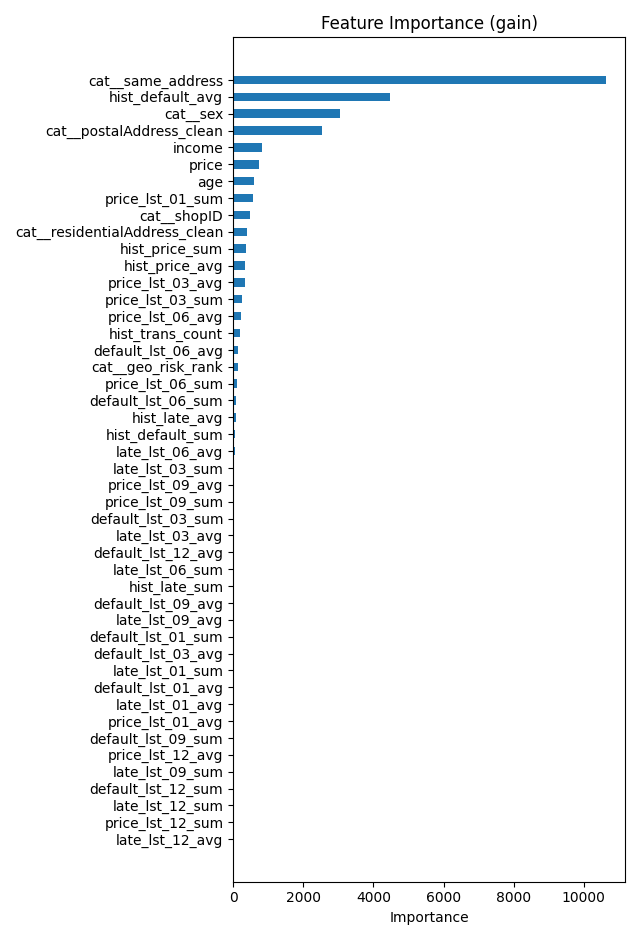 Feature Importance (gain)
cat__same_address
hist_default_avg
cat__sex
cat__postalAddress_clean
income
price
age
price_lst_01_sum
cat__shopID
cat__residentialAddress_clean
hist_price_sum
hist_price_avg
price_lst_03_avg
price_lst_03_sum
price_lst_06_avg
hist_trans_count
default_lst_06_avg
cat__geo_risk_rank
price_lst_06_sum
default_lst_06_sum
hist_late_avg
hist_default_sum
late_lst_06_avg
late_lst_03_sum
price_lst_09_avg
price_lst_09_sum
default_lst_03_sum
late_lst_03_avg
default_lst_12_avg
late_lst_06_sum
hist_late_sum
default_lst_09_avg
late_lst_09_avg
default_lst_01_sum
default_lst_03_avg
late_lst_01_sum
default_lst_01_avg
late_lst_01_avg
price_lst_01_avg
default_lst_09_sum
price_lst_12_avg
late_lst_09_sum
default_lst_12_sum
late_lst_12_sum
price_lst_12_sum
late_lst_12_avg
0 2000 4000 6000 8000 10000
Importance